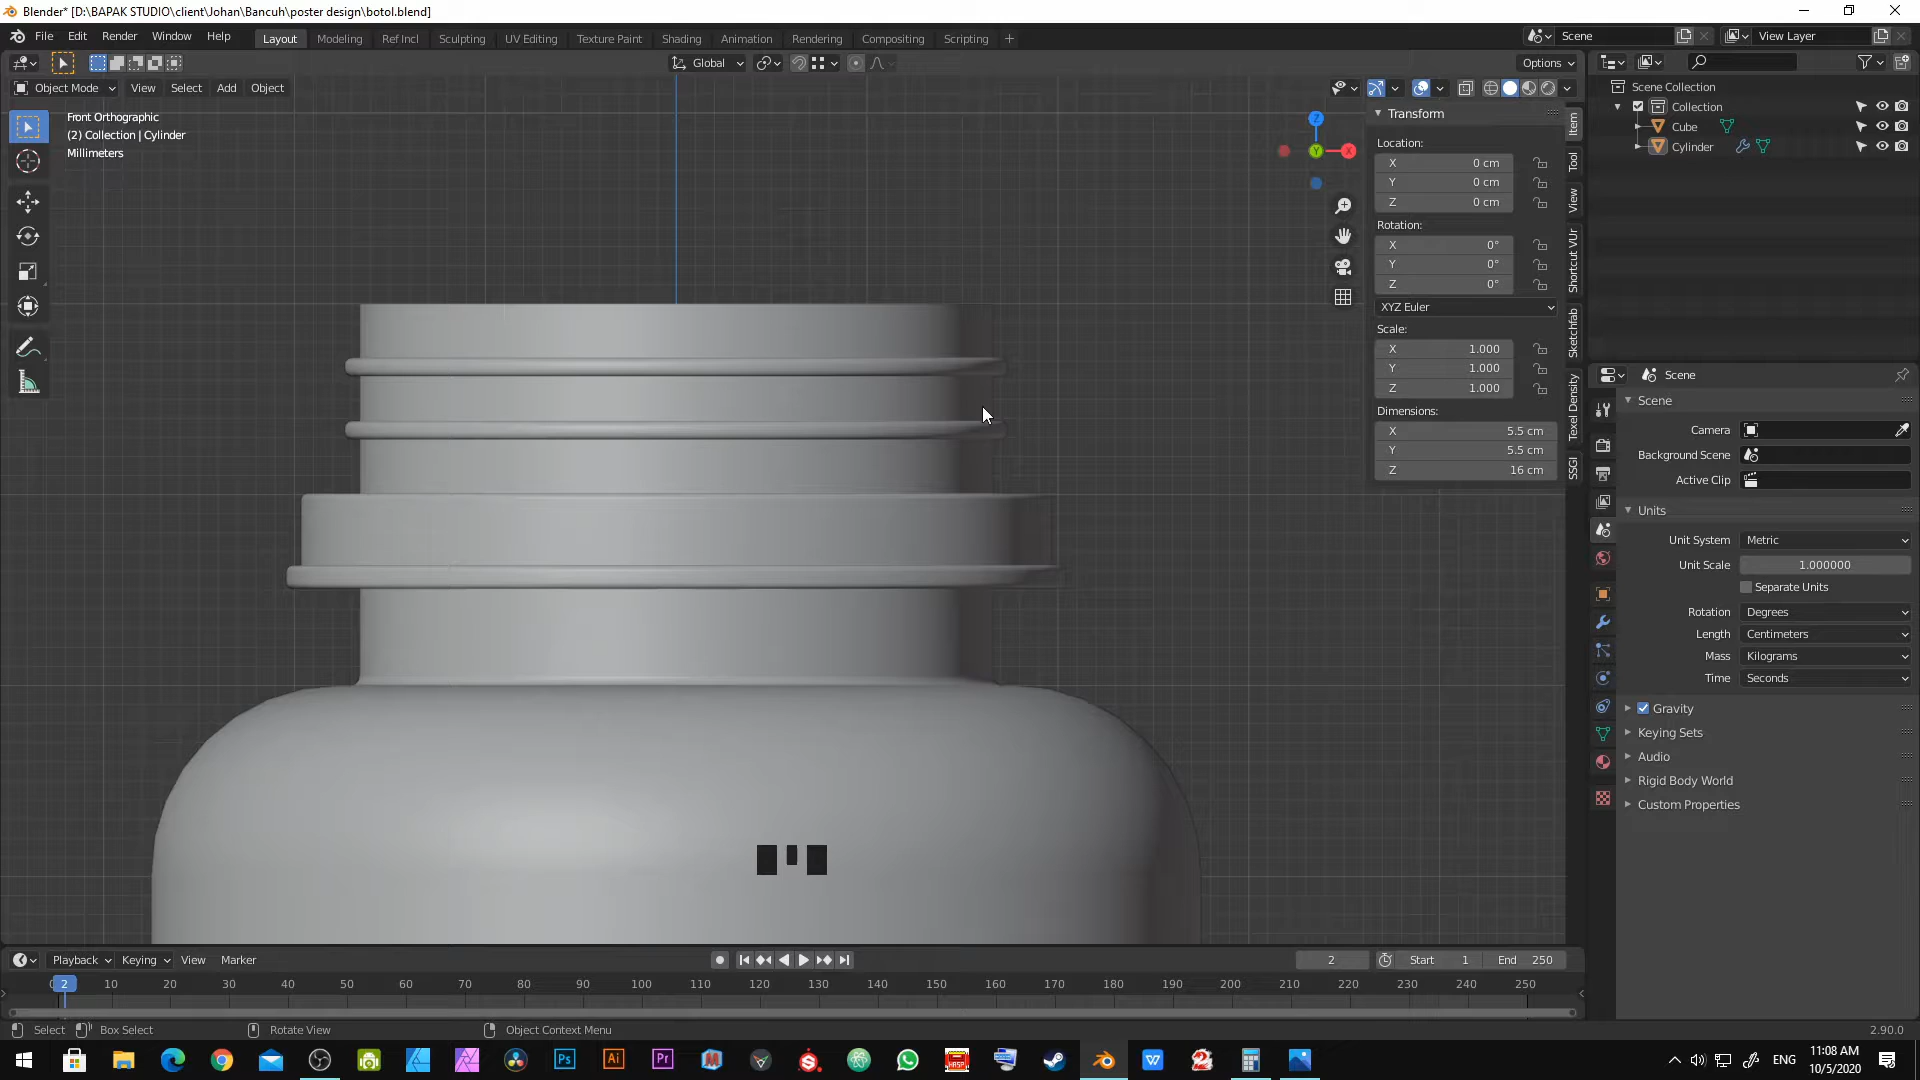 Blender* [D:\BAPAK STUDIO\client\Johan\Bancuh\poster design\botol.blend]
File Edit Render Window Help
Layout Modeling Ref Incl Sculpting UV Editing Texture Paint Shading Animation Rendering Compositing Scripting +
Scene
View Layer
Global
Options
Object Mode View Select Add Object
Front Orthographic
(2) Collection | Cylinder
Millimeters
Z
Y
X
Transform
Location:
X 0 cm
Y 0 cm
Z 0 cm
Rotation:
X 0°
Y 0°
Z 0°
XYZ Euler
Scale:
X 1.000
Y 1.000
Z 1.000
Dimensions:
X 5.5 cm
Y 5.5 cm
Z 16 cm
Item
Tool
View
Shortcut VUr
Sketchfab
Texel Density
SSGI
Scene Collection
Collection
Cube
Cylinder
Scene
Scene
Camera
Background Scene
Active Clip
Units
Unit System Metric
Unit Scale 1.000000
Separate Units
Rotation Degrees
Length Centimeters
Mass Kilograms
Time Seconds
Gravity
Keying Sets
Audio
Rigid Body World
Custom Properties
Playback Keying View Marker
2 Start 1 End 250
0 2 10 20 30 40 50 60 70 80 90 100 110 120 130 140 150 160 170 180 190 200 210 220 230 240 250
Select Box Select Rotate View Object Context Menu
2.90.0
Ps Ai Pr
ENG
11:08 AM
10/5/2020